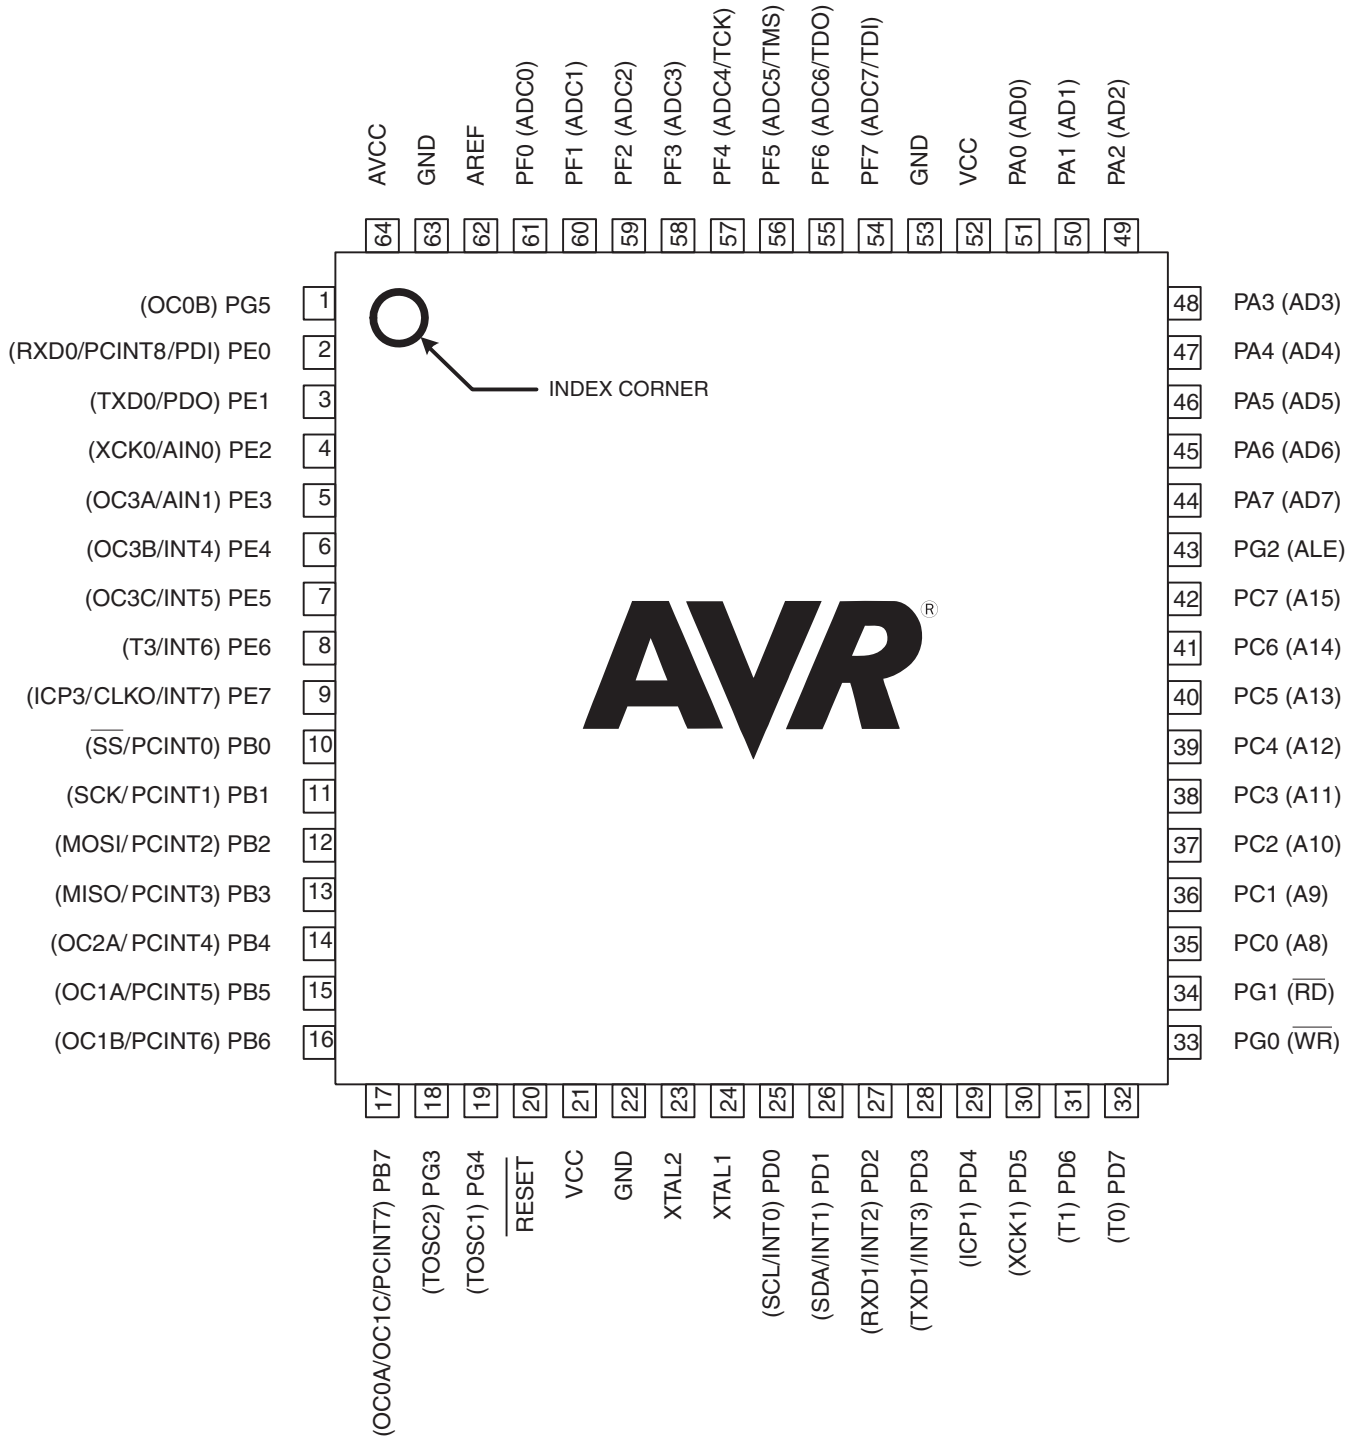 AVCC
GND
AREF
PF0 (ADC0)
PF1 (ADC1)
PF2 (ADC2)
PF3 (ADC3)
PF4 (ADC4/TCK)
PF5 (ADC5/TMS)
PF6 (ADC6/TDO)
PF7 (ADC7/TDI)
GND
VCC
PA0 (AD0)
PA1 (AD1)
PA2 (AD2)
64
63
62
61
60
59
58
57
56
55
54
53
52
51
50
49
(OC0B) PG5 1
(RXD0/PCINT8/PDI) PE0 2
(TXD0/PDO) PE1 3
(XCK0/AIN0) PE2 4
(OC3A/AIN1) PE3 5
(OC3B/INT4) PE4 6
(OC3C/INT5) PE5 7
(T3/INT6) PE6 8
(ICP3/CLKO/INT7) PE7 9
(SS/PCINT0) PB0 10
(SCK/ PCINT1) PB1 11
(MOSI/ PCINT2) PB2 12
(MISO/ PCINT3) PB3 13
(OC2A/ PCINT4) PB4 14
(OC1A/PCINT5) PB5 15
(OC1B/PCINT6) PB6 16
INDEX CORNER
AVR®
48 PA3 (AD3)
47 PA4 (AD4)
46 PA5 (AD5)
45 PA6 (AD6)
44 PA7 (AD7)
43 PG2 (ALE)
42 PC7 (A15)
41 PC6 (A14)
40 PC5 (A13)
39 PC4 (A12)
38 PC3 (A11)
37 PC2 (A10)
36 PC1 (A9)
35 PC0 (A8)
34 PG1 (RD)
33 PG0 (WR)
17
18
19
20
21
22
23
24
25
26
27
28
29
30
31
32
(OC0A/OC1C/PCINT7) PB7
(TOSC2) PG3
(TOSC1) PG4
RESET
VCC
GND
XTAL2
XTAL1
(SCL/INT0) PD0
(SDA/INT1) PD1
(RXD1/INT2) PD2
(TXD1/INT3) PD3
(ICP1) PD4
(XCK1) PD5
(T1) PD6
(T0) PD7